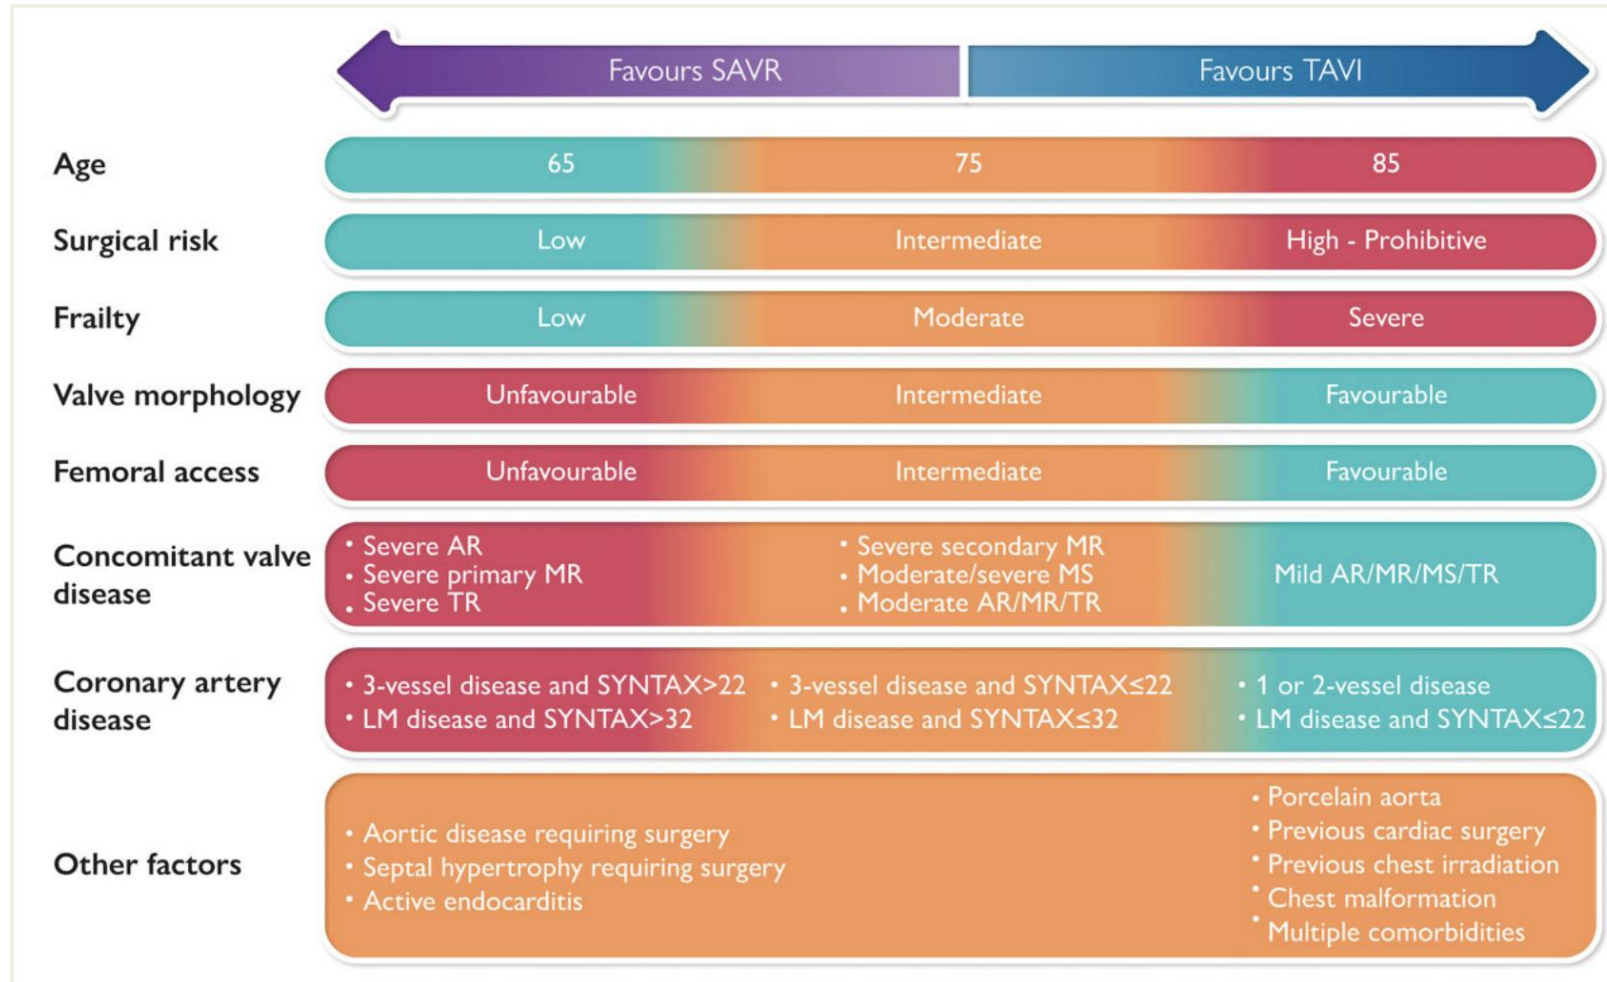 Favours SAVR Favours TAVI
Age 65 75 85
Surgical risk Low Intermediate High - Prohibitive
Frailty Low Moderate Severe
Valve morphology Unfavourable Intermediate Favourable
Femoral access Unfavourable Intermediate Favourable
Concomitant valve
disease
• Severe AR
• Severe primary MR
• Severe TR
• Severe secondary MR
• Moderate/severe MS
• Moderate AR/MR/TR
Mild AR/MR/MS/TR
Coronary artery
disease
• 3-vessel disease and SYNTAX>22
• LM disease and SYNTAX>32
• 3-vessel disease and SYNTAX≤22
• LM disease and SYNTAX≤32
• 1 or 2-vessel disease
• LM disease and SYNTAX≤22
Other factors
• Aortic disease requiring surgery
• Septal hypertrophy requiring surgery
• Active endocarditis
• Porcelain aorta
• Previous cardiac surgery
• Previous chest irradiation
• Chest malformation
• Multiple comorbidities